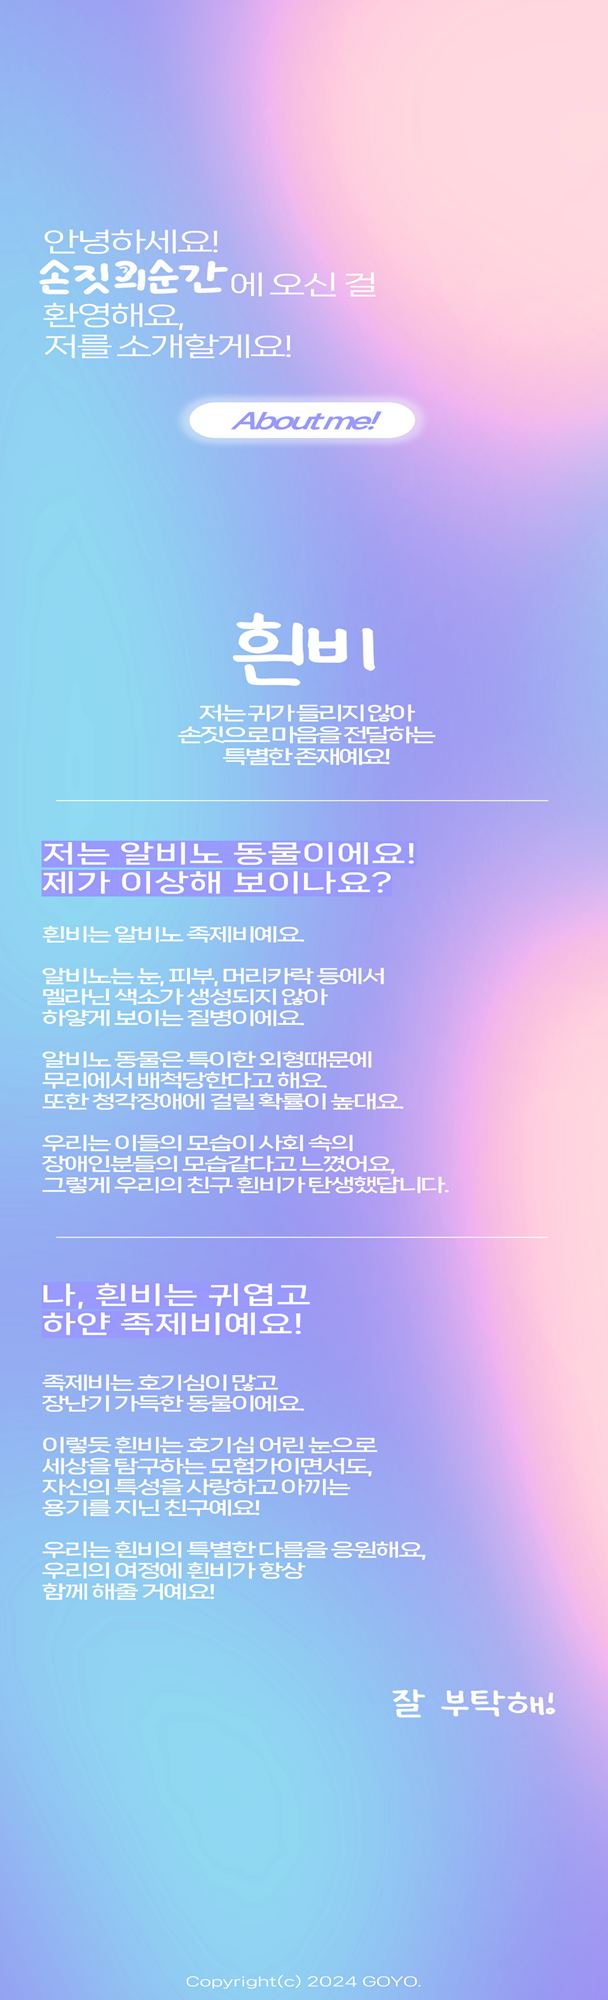 안녕하세요!
손짓의순간에 오신 걸
환영해요,
저를 소개할게요!
About me!
흰비
저는 귀가 들리지 않아
손짓으로 마음을 전달하는
특별한 존재예요!
저는 알비노 동물이에요!
제가 이상해 보이나요?
흰비는 알비노 족제비예요.
알비노는 눈, 피부, 머리카락 등에서
멜라닌 색소가 생성되지 않아
하얗게 보이는 질병이에요.
알비노 동물은 특이한 외형때문에
무리에서 배척당한다고 해요.
또한 청각장애에 걸릴 확률이 높대요.
우리는 이들의 모습이 사회 속의
장애인분들의 모습같다고 느꼈어요,
그렇게 우리의 친구 흰비가 탄생했답니다.
나, 흰비는 귀엽고
하얀 족제비예요!
족제비는 호기심이 많고
장난기 가득한 동물이에요.
이렇듯 흰비는 호기심 어린 눈으로
세상을 탐구하는 모험가이면서도,
자신의 특성을 사랑하고 아끼는
용기를 지닌 친구예요!
우리는 흰비의 특별한 다름을 응원해요,
우리의 여정에 흰비가 항상
함께 해줄 거예요!
잘 부탁해!
Copyright(c) 2024 GOYO.